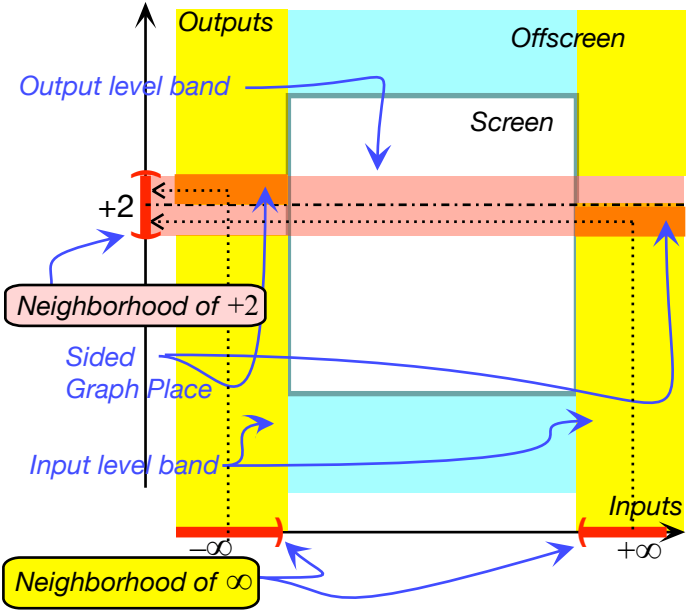 Outputs
Offscreen
Output level band
Screen
+2
Neighborhood of +2
Sided
Graph Place
Input level band
Inputs
−∞
+∞
Neighborhood of ∞